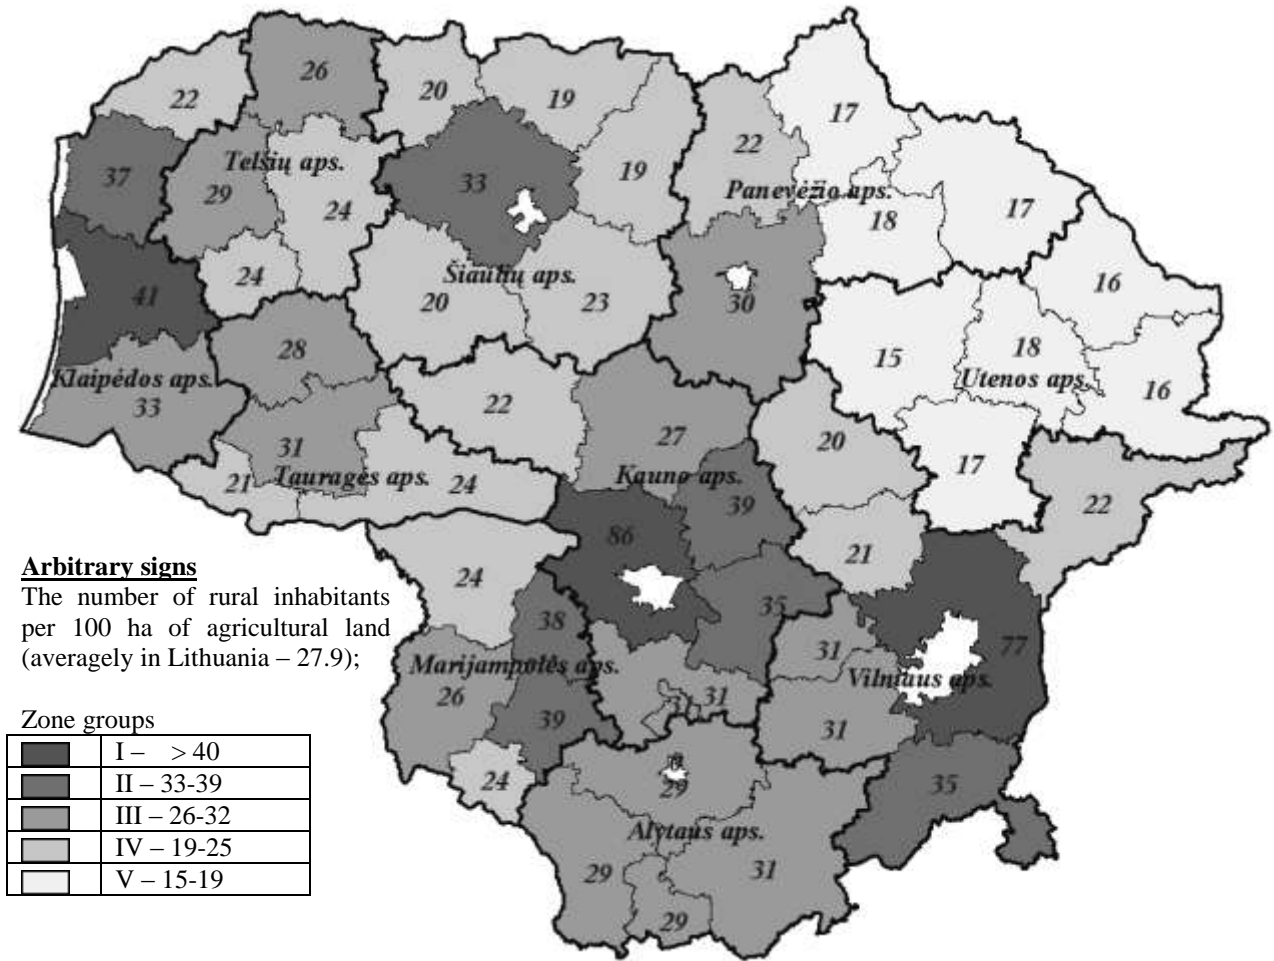 26
22
20
19
17
22
37
Telšių aps.
29
33
19
24
Panevėžio aps.
18
17
24
Šiaulių aps.
41
20
23
30
16
28
15
18
Utenos aps.
16
Klaipėdos aps.
33
22
27
20
17
31
21
Tauragės aps.
24
Kauno aps.
39
22
86
21
24
35
38
31
77
Marijampolės aps.
Vilniaus aps.
26
31
31
39
31
24
29
35
Alytaus aps.
29
31
29
Arbitrary signs
The number of rural inhabitants
per 100 ha of agricultural land
(averagely in Lithuania – 27.9);
Zone groups
I – > 40
II – 33-39
III – 26-32
IV – 19-25
V – 15-19